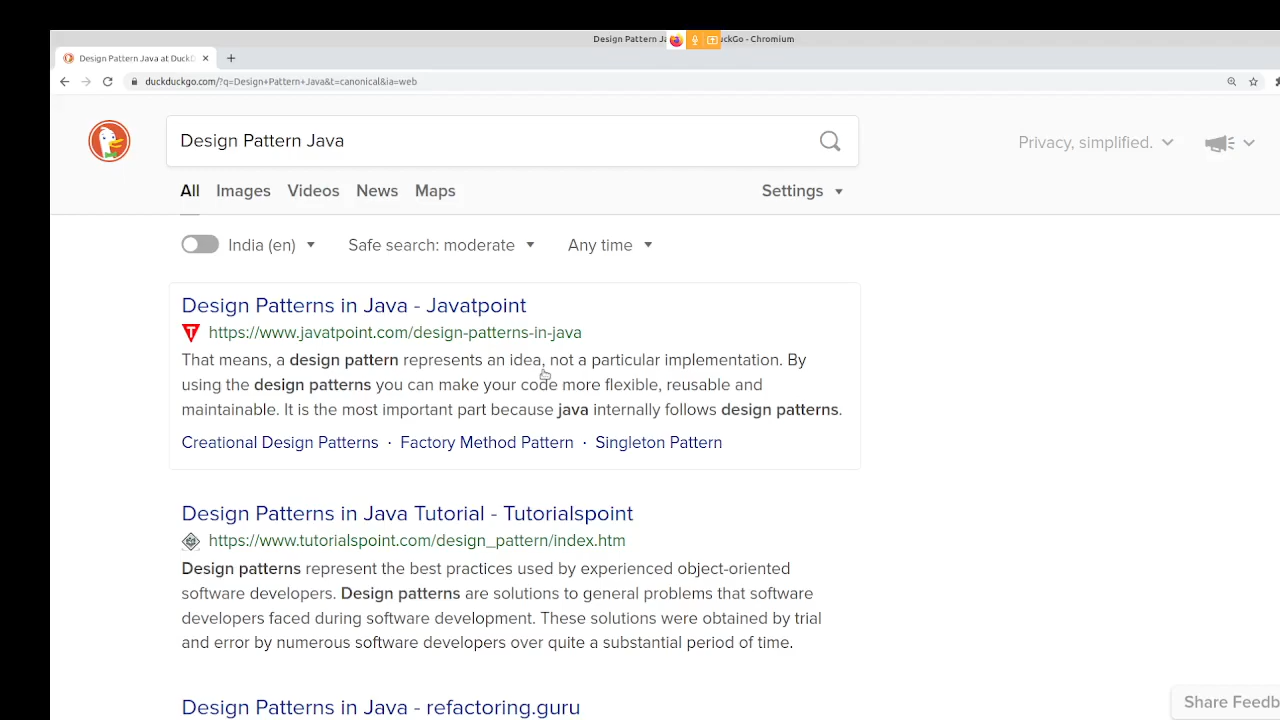 Design Pattern Ja
uckGo - Chromium
Design Pattern Java at DuckD
duckduckgo.com/?q=Design+Pattern+Java&t=canonical&ia=web
Design Pattern Java
Privacy, simplified.
All Images Videos News Maps Settings
India (en) Safe search: moderate Any time
Design Patterns in Java - Javatpoint
https://www.javatpoint.com/design-patterns-in-java
That means, a design pattern represents an idea, not a particular implementation. By
using the design patterns you can make your code more flexible, reusable and
maintainable. It is the most important part because java internally follows design patterns.
Creational Design Patterns · Factory Method Pattern · Singleton Pattern
Design Patterns in Java Tutorial - Tutorialspoint
https://www.tutorialspoint.com/design_pattern/index.htm
Design patterns represent the best practices used by experienced object-oriented
software developers. Design patterns are solutions to general problems that software
developers faced during software development. These solutions were obtained by trial
and error by numerous software developers over quite a substantial period of time.
Design Patterns in Java - refactoring.guru
Share Feedb